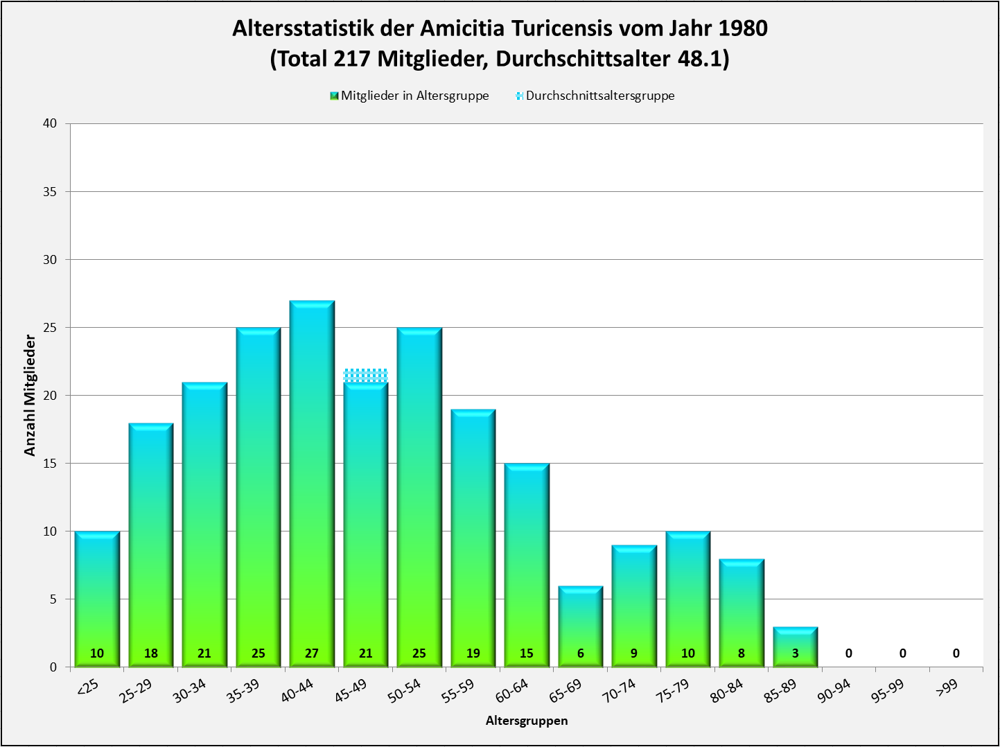 Altersstatistik der Amicitia Turicensis vom Jahr 1980
(Total 217 Mitglieder, Durchschittsalter 48.1)
Mitglieder in Altersgruppe Durchschnittsaltersgruppe
40
35
30
25
20
15
10
5
0
Anzahl Mitglieder
10 18 21 25 27 21 25 19 15 6 9 10 8 3 0 0 0
<25 25-29 30-34 35-39 40-44 45-49 50-54 55-59 60-64 65-69 70-74 75-79 80-84 85-89 90-94 95-99 >99
Altersgruppen